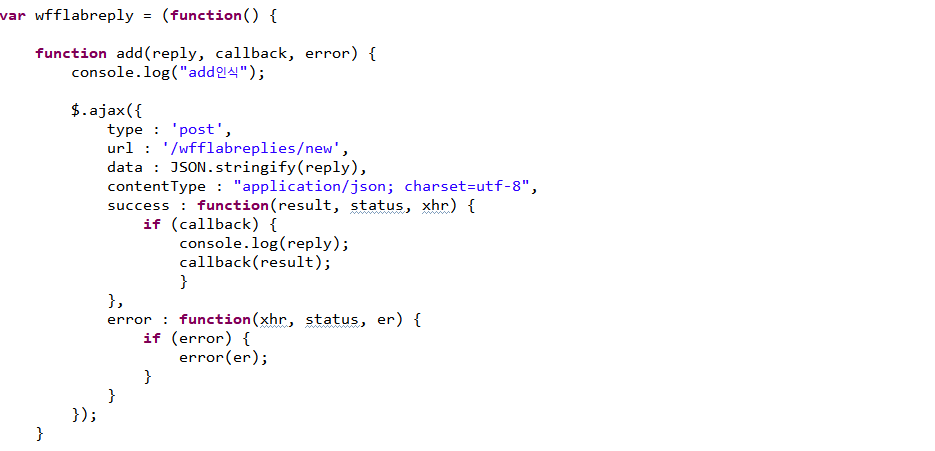 var wfflabreply = (function() {
function add(reply, callback, error) {
console.log("add인식");
$.ajax({
type : 'post',
url : '/wfflabreplies/new',
data : JSON.stringify(reply),
contentType : "application/json; charset=utf-8",
success : function(result, status, xhr) {
if (callback) {
console.log(reply);
callback(result);
}
},
error : function(xhr, status, er) {
if (error) {
error(er);
}
}
});
}